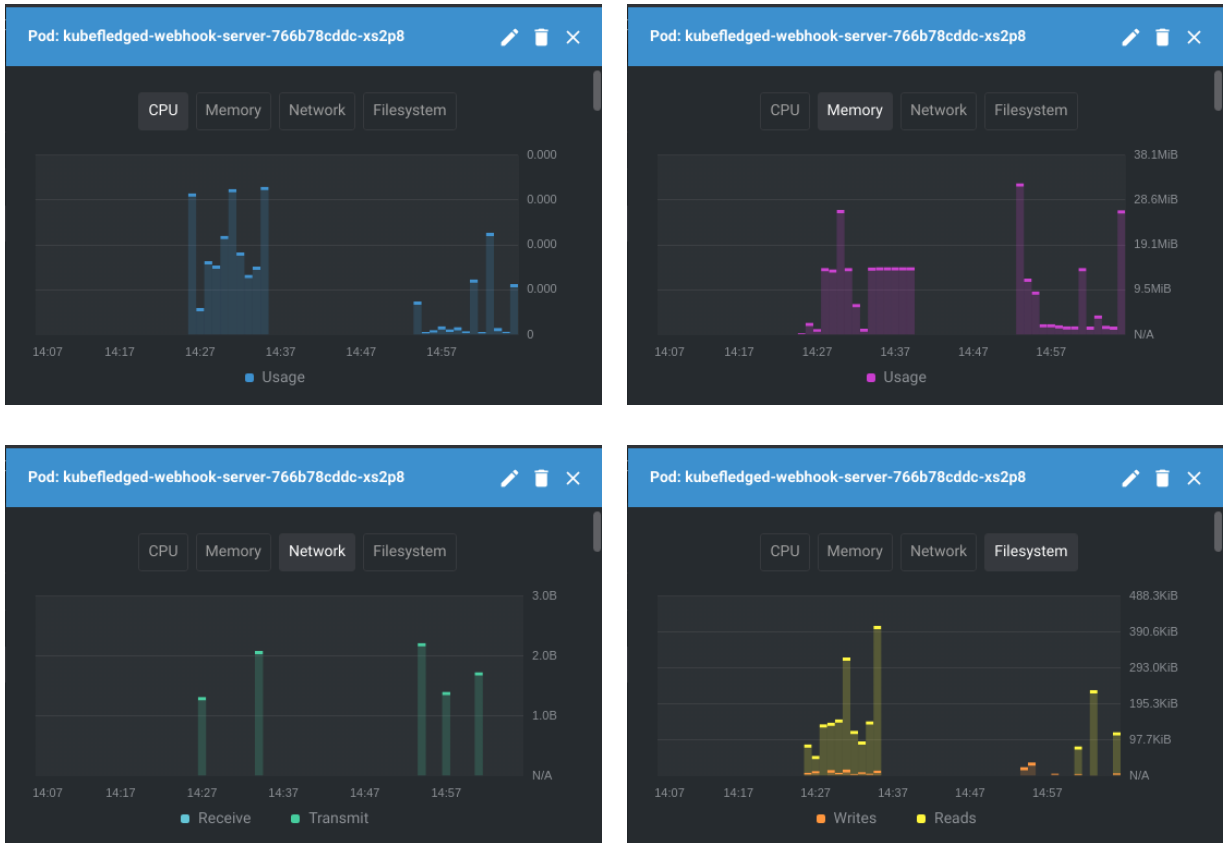 Pod: kubefledged-webhook-server-766b78cddc-xs2p8
CPU Memory Network Filesystem
0.000
0.000
0.000
0.000
0
14:07 14:17 14:27 14:37 14:47 14:57
Usage
Pod: kubefledged-webhook-server-766b78cddc-xs2p8
CPU Memory Network Filesystem
38.1MiB
28.6MiB
19.1MiB
9.5MiB
N/A
14:07 14:17 14:27 14:37 14:47 14:57
Usage
Pod: kubefledged-webhook-server-766b78cddc-xs2p8
CPU Memory Network Filesystem
3.0B
2.0B
1.0B
N/A
14:07 14:17 14:27 14:37 14:47 14:57
Receive Transmit
Pod: kubefledged-webhook-server-766b78cddc-xs2p8
CPU Memory Network Filesystem
488.3KiB
390.6KiB
293.0KiB
195.3KiB
97.7KiB
N/A
14:07 14:17 14:27 14:37 14:47 14:57
Writes Reads